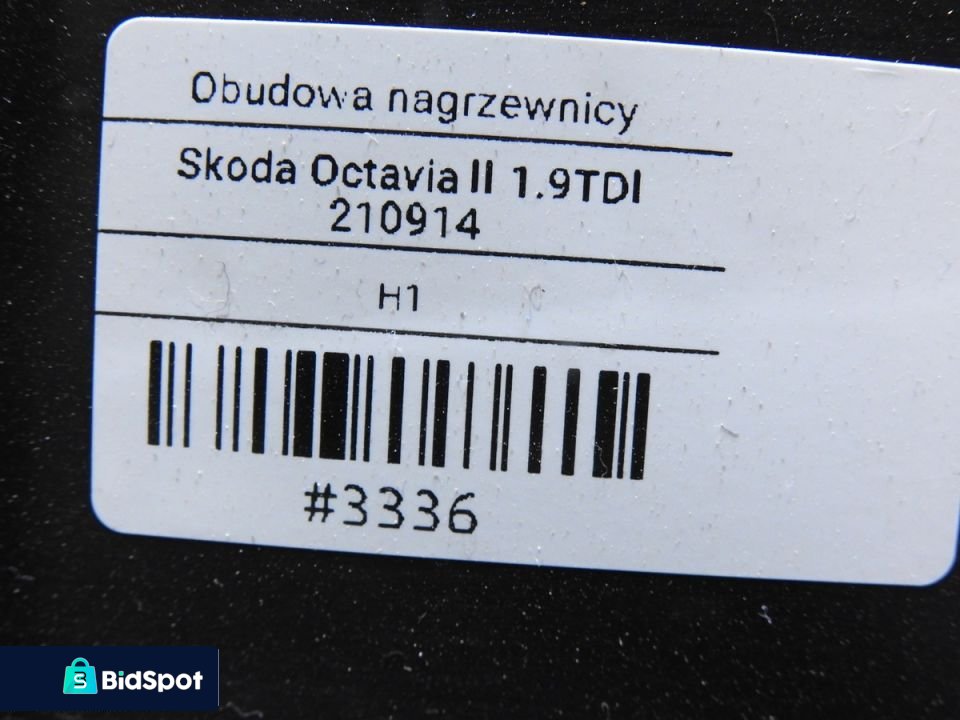 Obudowa nagrzewnicy
Skoda Octavia II 1.9TDI
210914
H1
#3336
BidSpot